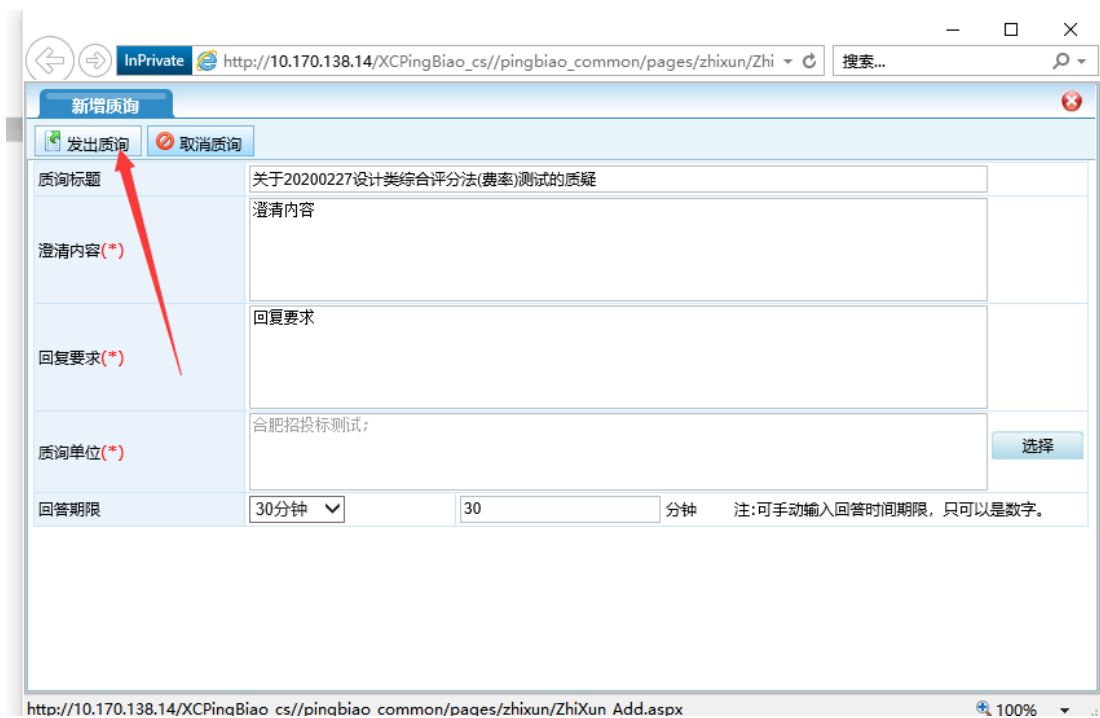 InPrivate http://10.170.138.14/XCPingBiao_cs//pingbiao_common/pages/zhixun/Zhi 搜索...
新增质询
发出质询 取消质询
质询标题 关于20200227设计类综合评分法(费率)测试的质疑
澄清内容(*) 澄清内容
回复要求(*) 回复要求
质询单位(*) 合肥招投标测试; 选择
回答期限 30分钟 30 分钟 注:可手动输入回答时间期限，只可以是数字。
http://10.170.138.14/XCPingBiao_cs//pingbiao_common/pages/zhixun/ZhiXun_Add.aspx 100%